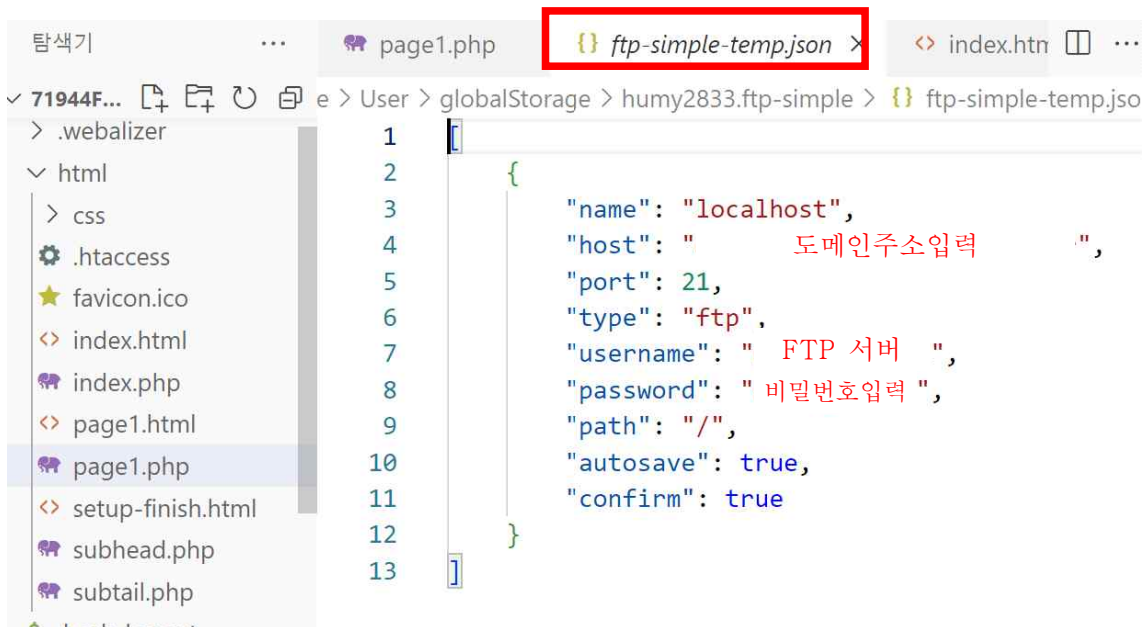 탐색기 ...
page1.php
ftp-simple-temp.json ×
index.htm
...
71944F...
e > User > globalStorage > humy2833.ftp-simple > {} ftp-simple-temp.jso
> .webalizer
html
> css
.htaccess
favicon.ico
index.html
index.php
page1.html
page1.php
setup-finish.html
subhead.php
subtail.php
1 [
2 {
3 "name": "localhost",
4 "host": " 도메인주소입력 ",
5 "port": 21,
6 "type": "ftp",
7 "username": " FTP 서버 ",
8 "password": " 비밀번호입력 ",
9 "path": "/",
10 "autosave": true,
11 "confirm": true
12 }
13 ]